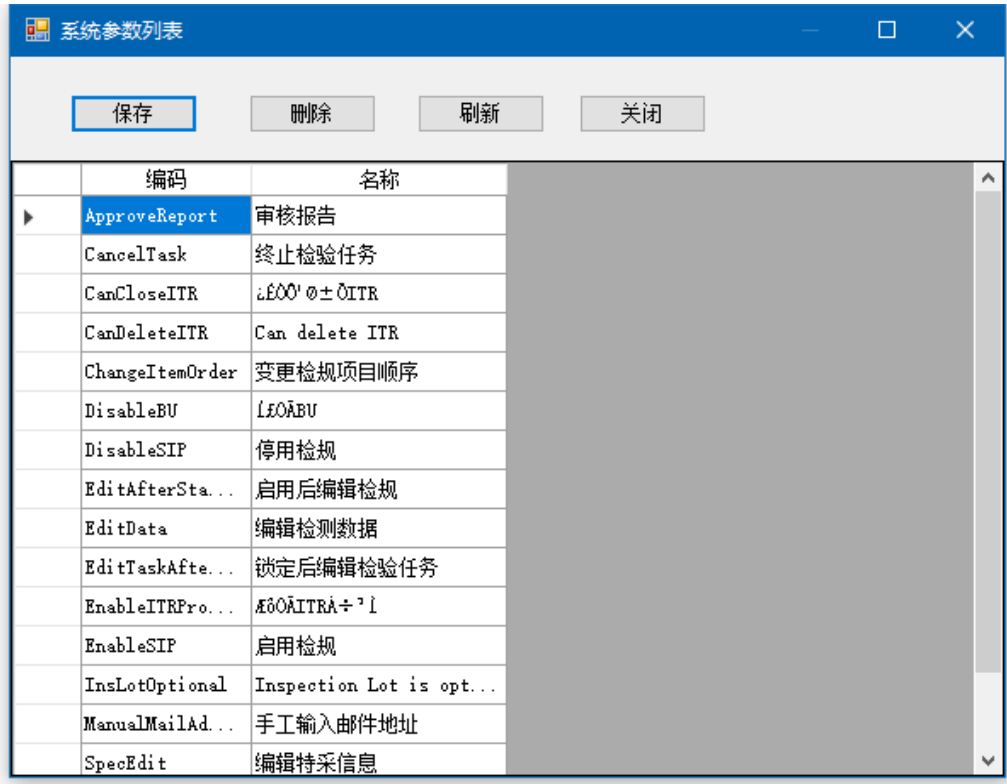 系统参数列表
保存 删除 刷新 关闭
编码 名称
ApproveReport 审核报告
CancelTask 终止检验任务
CanCloseITR ¿ÉÒÔ'Ø±ÕITR
CanDeleteITR Can delete ITR
ChangeItemOrder 变更检规项目顺序
DisableBU Í£ÓÃBU
DisableSIP 停用检规
EditAfterSta... 启用后编辑检规
EditData 编辑检测数据
EditTaskAfte... 锁定后编辑检验任务
EnableITRPro... ÆôÓÃITRÁ÷³Ì
EnableSIP 启用检规
InsLotOptional Inspection Lot is opt...
ManualMailAd... 手工输入邮件地址
SpecEdit 编辑特采信息